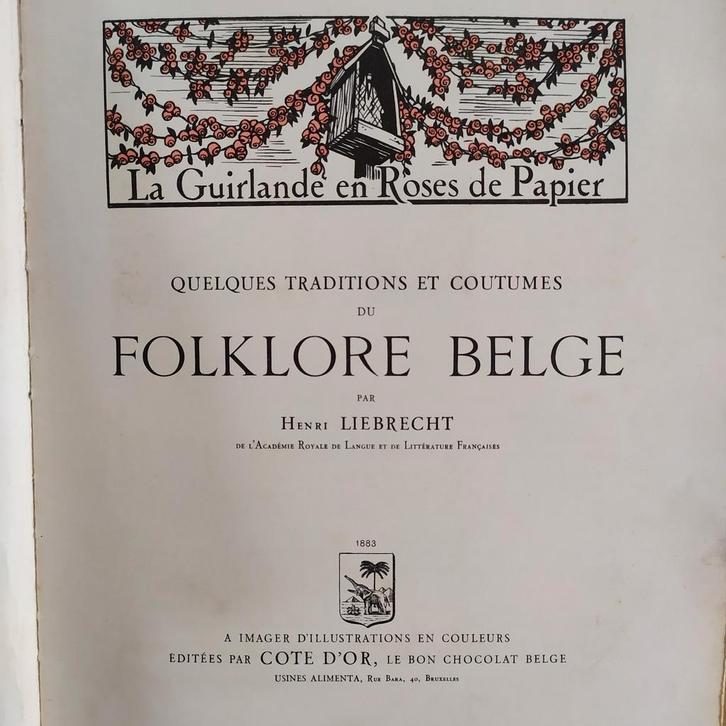 La Guirlande en Roses de Papier
QUELQUES TRADITIONS ET COUTUMES
DU
FOLKLORE BELGE
PAR
HENRI LIEBRECHT
DE L'ACADÉMIE ROYALE DE LANGUE ET DE LITTÉRATURE FRANÇAISES
1883
A IMAGER D'ILLUSTRATIONS EN COULEURS
ÉDITÉES PAR COTE D'OR, LE BON CHOCOLAT BELGE
USINES ALIMENTA, RUE BARA, 40, BRUXELLES